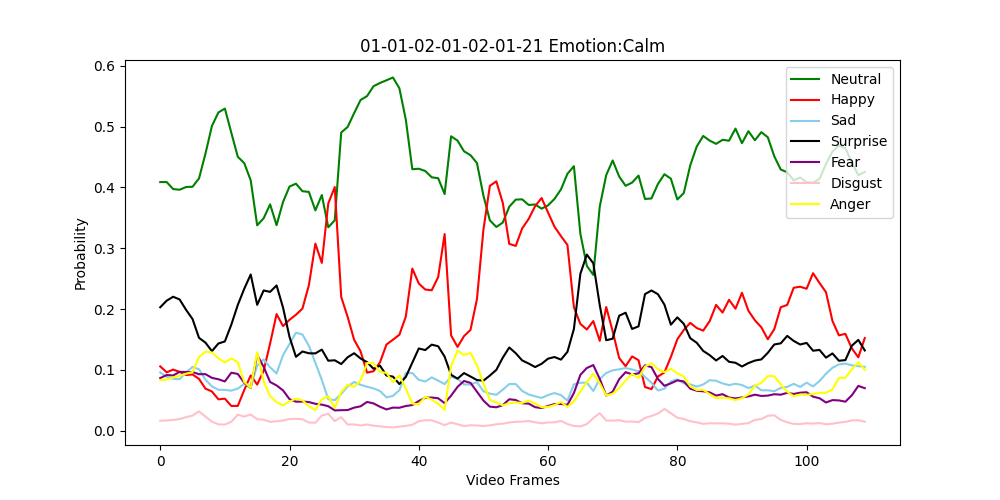 01-01-02-01-02-01-21 Emotion:Calm
Probability
0.6
0.5
0.4
0.3
0.2
0.1
0.0
0
20
40
60
80
100
Video Frames
Neutral
Happy
Sad
Surprise
Fear
Disgust
Anger